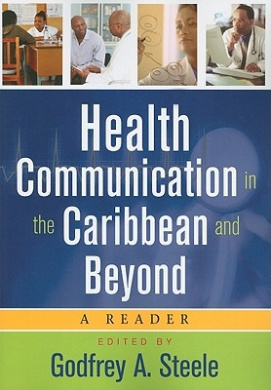 Health
Communication in
the Caribbean and
Beyond
A READER
EDITED BY
Godfrey A. Steele